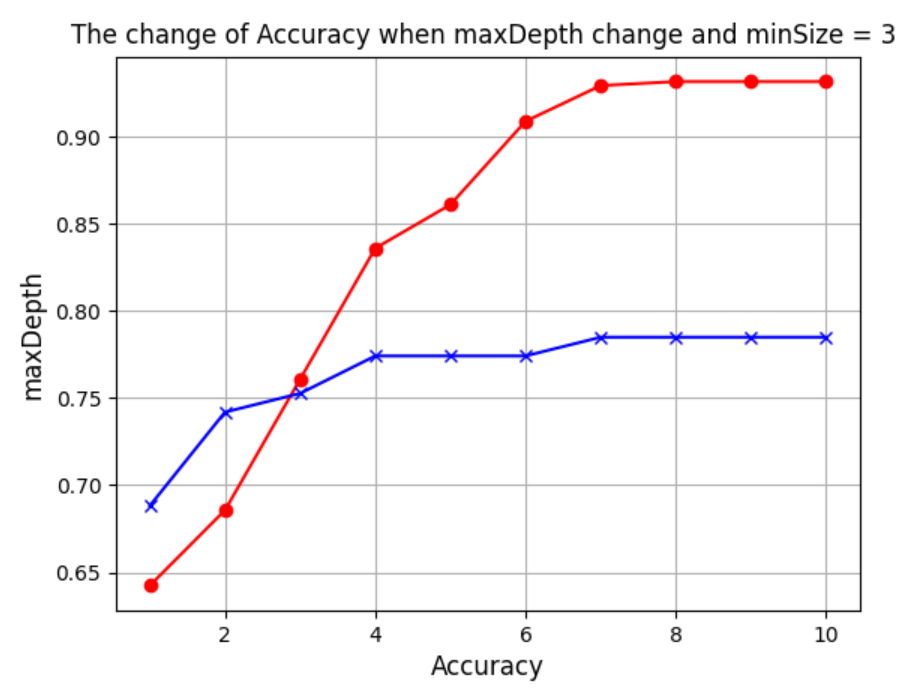 The change of Accuracy when maxDepth change and minSize = 3
maxDepth
0.90
0.85
0.80
0.75
0.70
0.65
2 4 6 8 10
Accuracy